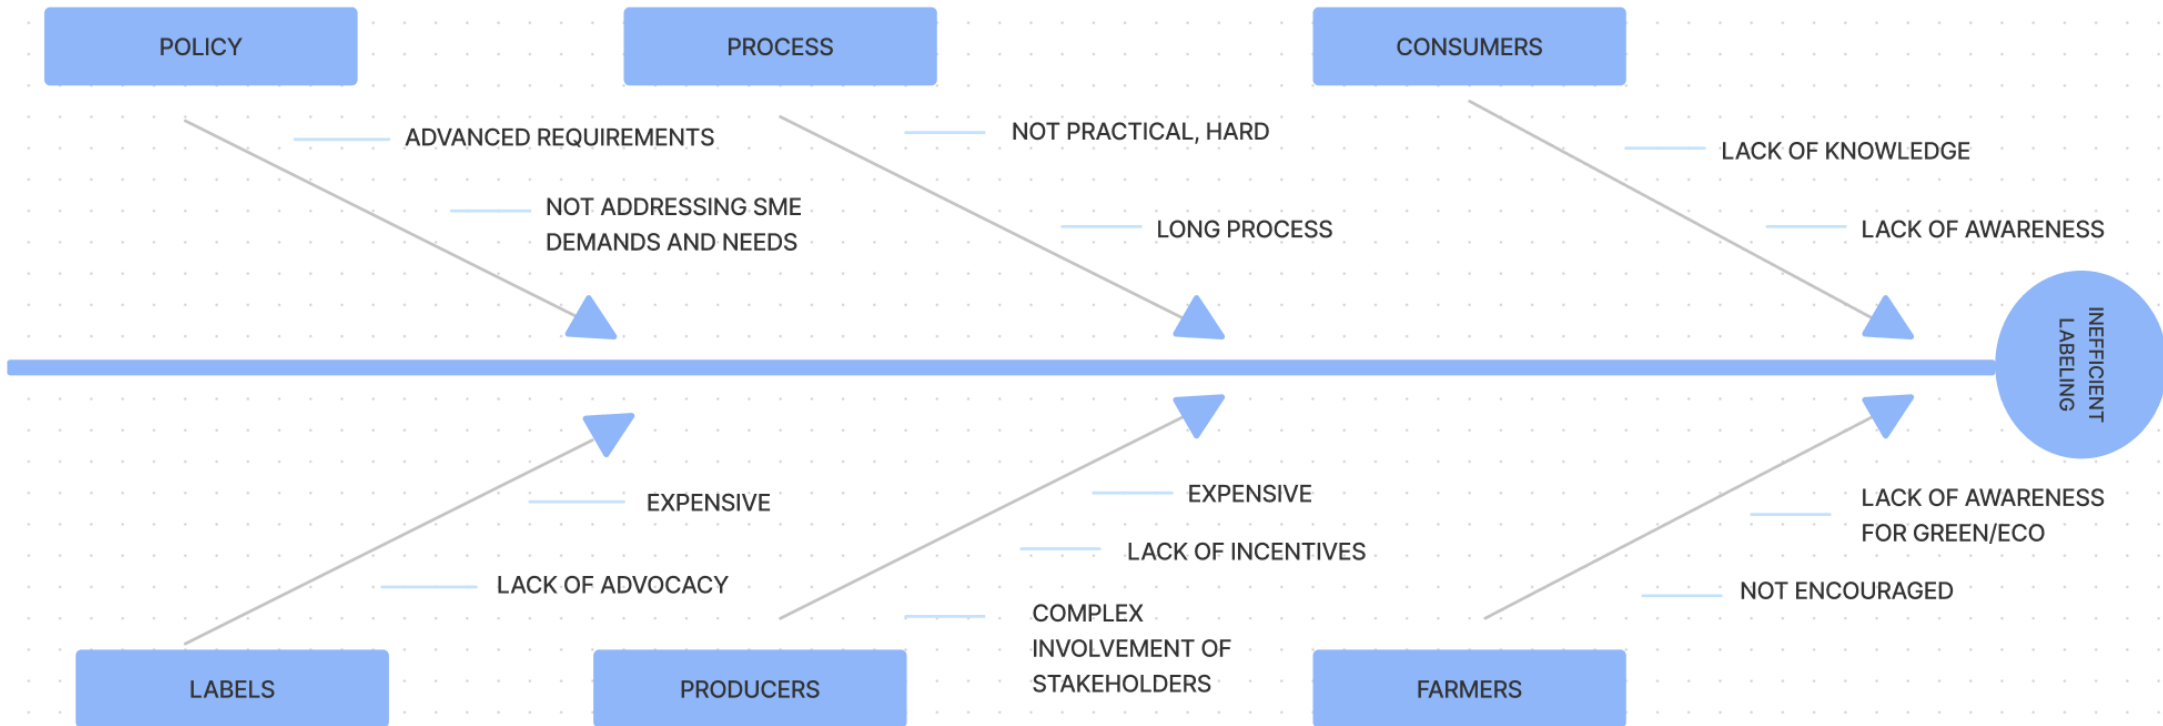 POLICY
PROCESS
CONSUMERS
ADVANCED REQUIREMENTS
NOT ADDRESSING SME
DEMANDS AND NEEDS
NOT PRACTICAL, HARD
LONG PROCESS
LACK OF KNOWLEDGE
LACK OF AWARENESS
INEFFICIENT
LABELING
EXPENSIVE
LACK OF ADVOCACY
LABELS
EXPENSIVE
LACK OF INCENTIVES
COMPLEX
INVOLVEMENT OF
STAKEHOLDERS
PRODUCERS
LACK OF AWARENESS
FOR GREEN/ECO
NOT ENCOURAGED
FARMERS